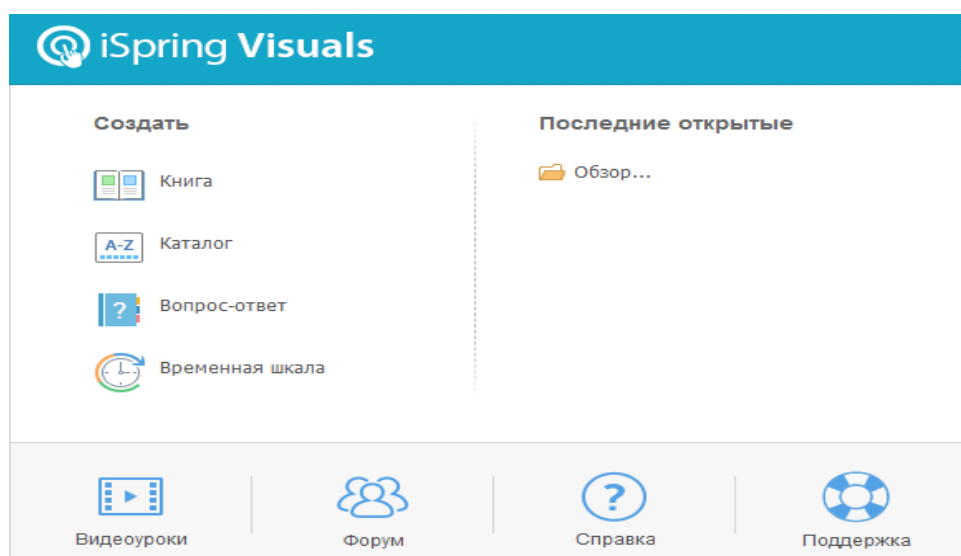 iSpring Visuals
Создать
Книга
A-Z
Каталог
?
Вопрос-ответ
Временная шкала
Последние открытые
Обзор...
Видеоуроки
Форум
?
Справка
Поддержка